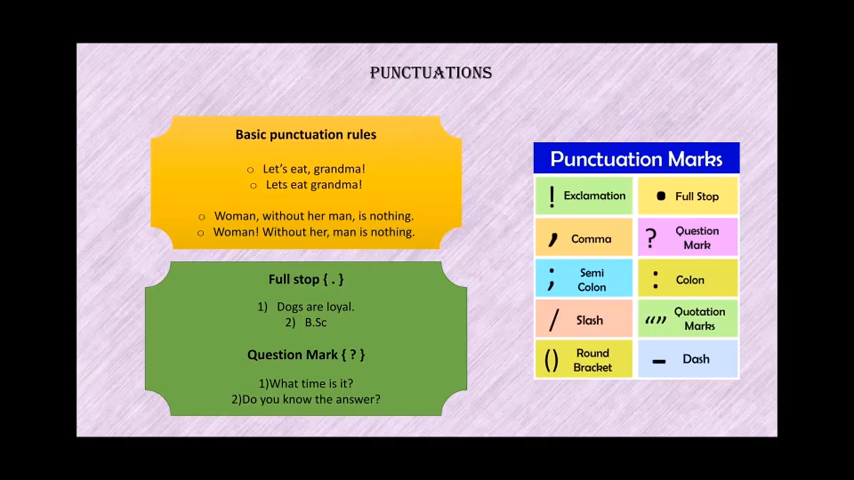 PUNCTUATIONS
Basic punctuation rules
○ Let's eat, grandma!
○ Lets eat grandma!
○ Woman, without her man, is nothing.
○ Woman! Without her, man is nothing.
Full stop { . }
1) Dogs are loyal.
2) B.Sc
Question Mark { ? }
1)What time is it?
2)Do you know the answer?
Punctuation Marks
! Exclamation
• Full Stop
, Comma
? Question
Mark
; Semi
Colon
: Colon
/ Slash
“” Quotation
Marks
() Round
Bracket
– Dash